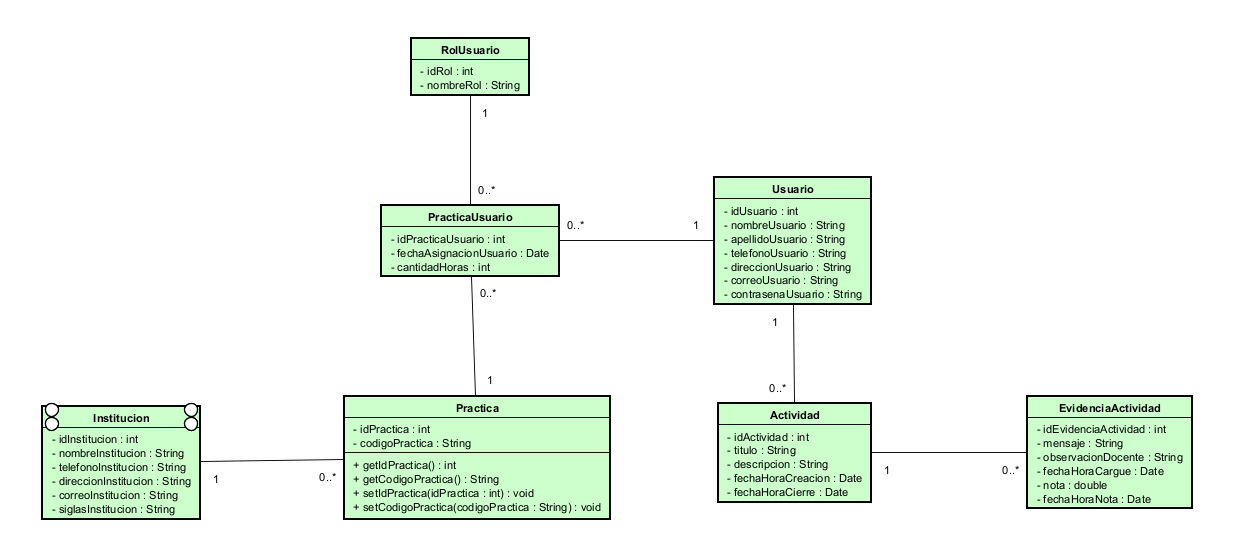 RolUsuario
- idRol : int
- nombreRol : String
1
0..*
PracticaUsuario
- idPracticaUsuario : int
- fechaAsignacionUsuario : Date
- cantidadHoras : int
0..*
1
Usuario
- idUsuario : int
- nombreUsuario : String
- apellidoUsuario : String
- telefonoUsuario : String
- direccionUsuario : String
- correoUsuario : String
- contrasenaUsuario : String
0..*
1
1
0..*
Institucion
- idInstitucion : int
- nombreInstitucion : String
- telefonoInstitucion : String
- direccionInstitucion : String
- correoInstitucion : String
- siglasInstitucion : String
1
0..*
Practica
- idPractica : int
- codigoPractica : String
+ getIdPractica() : int
+ getCodigoPractica() : String
+ setIdPractica(idPractica : int) : void
+ setCodigoPractica(codigoPractica : String) : void
Actividad
- idActividad : int
- titulo : String
- descripcion : String
- fechaHoraCreacion : Date
- fechaHoraCierre : Date
1
0..*
EvidenciaActividad
- idEvidenciaActividad : int
- mensaje : String
- observacionDocente : String
- fechaHoraCargue : Date
- nota : double
- fechaHoraNota : Date